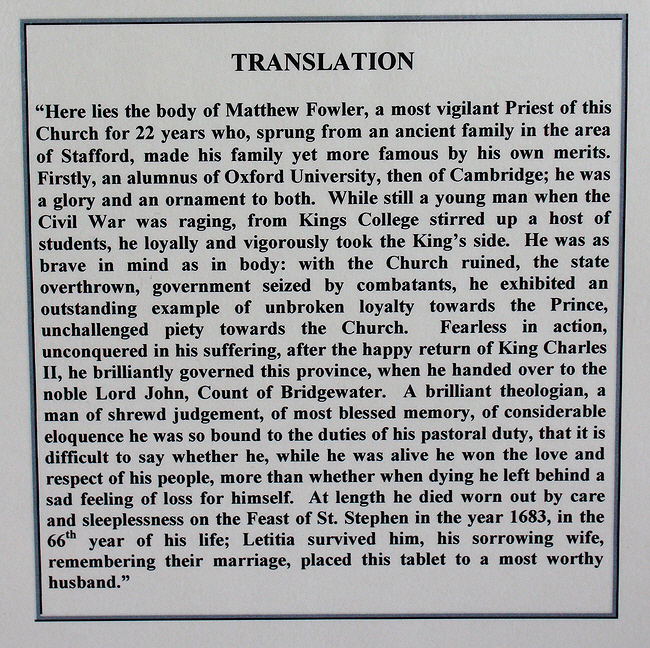 TRANSLATION
“Here lies the body of Matthew Fowler, a most vigilant Priest of this
Church for 22 years who, sprung from an ancient family in the area
of Stafford, made his family yet more famous by his own merits.
Firstly, an alumnus of Oxford University, then of Cambridge; he was
a glory and an ornament to both. While still a young man when the
Civil War was raging, from Kings College stirred up a host of
students, he loyally and vigorously took the King’s side. He was as
brave in mind as in body: with the Church ruined, the state
overthrown, government seized by combatants, he exhibited an
outstanding example of unbroken loyalty towards the Prince,
unchallenged piety towards the Church. Fearless in action,
unconquered in his suffering, after the happy return of King Charles
II, he brilliantly governed this province, when he handed over to the
noble Lord John, Count of Bridgewater. A brilliant theologian, a
man of shrewd judgement, of most blessed memory, of considerable
eloquence he was so bound to the duties of his pastoral duty, that it is
difficult to say whether he, while he was alive he won the love and
respect of his people, more than whether when dying he left behind a
sad feeling of loss for himself. At length he died worn out by care
and sleeplessness on the Feast of St. Stephen in the year 1683, in the
66th year of his life; Letitia survived him, his sorrowing wife,
remembering their marriage, placed this tablet to a most worthy
husband.”